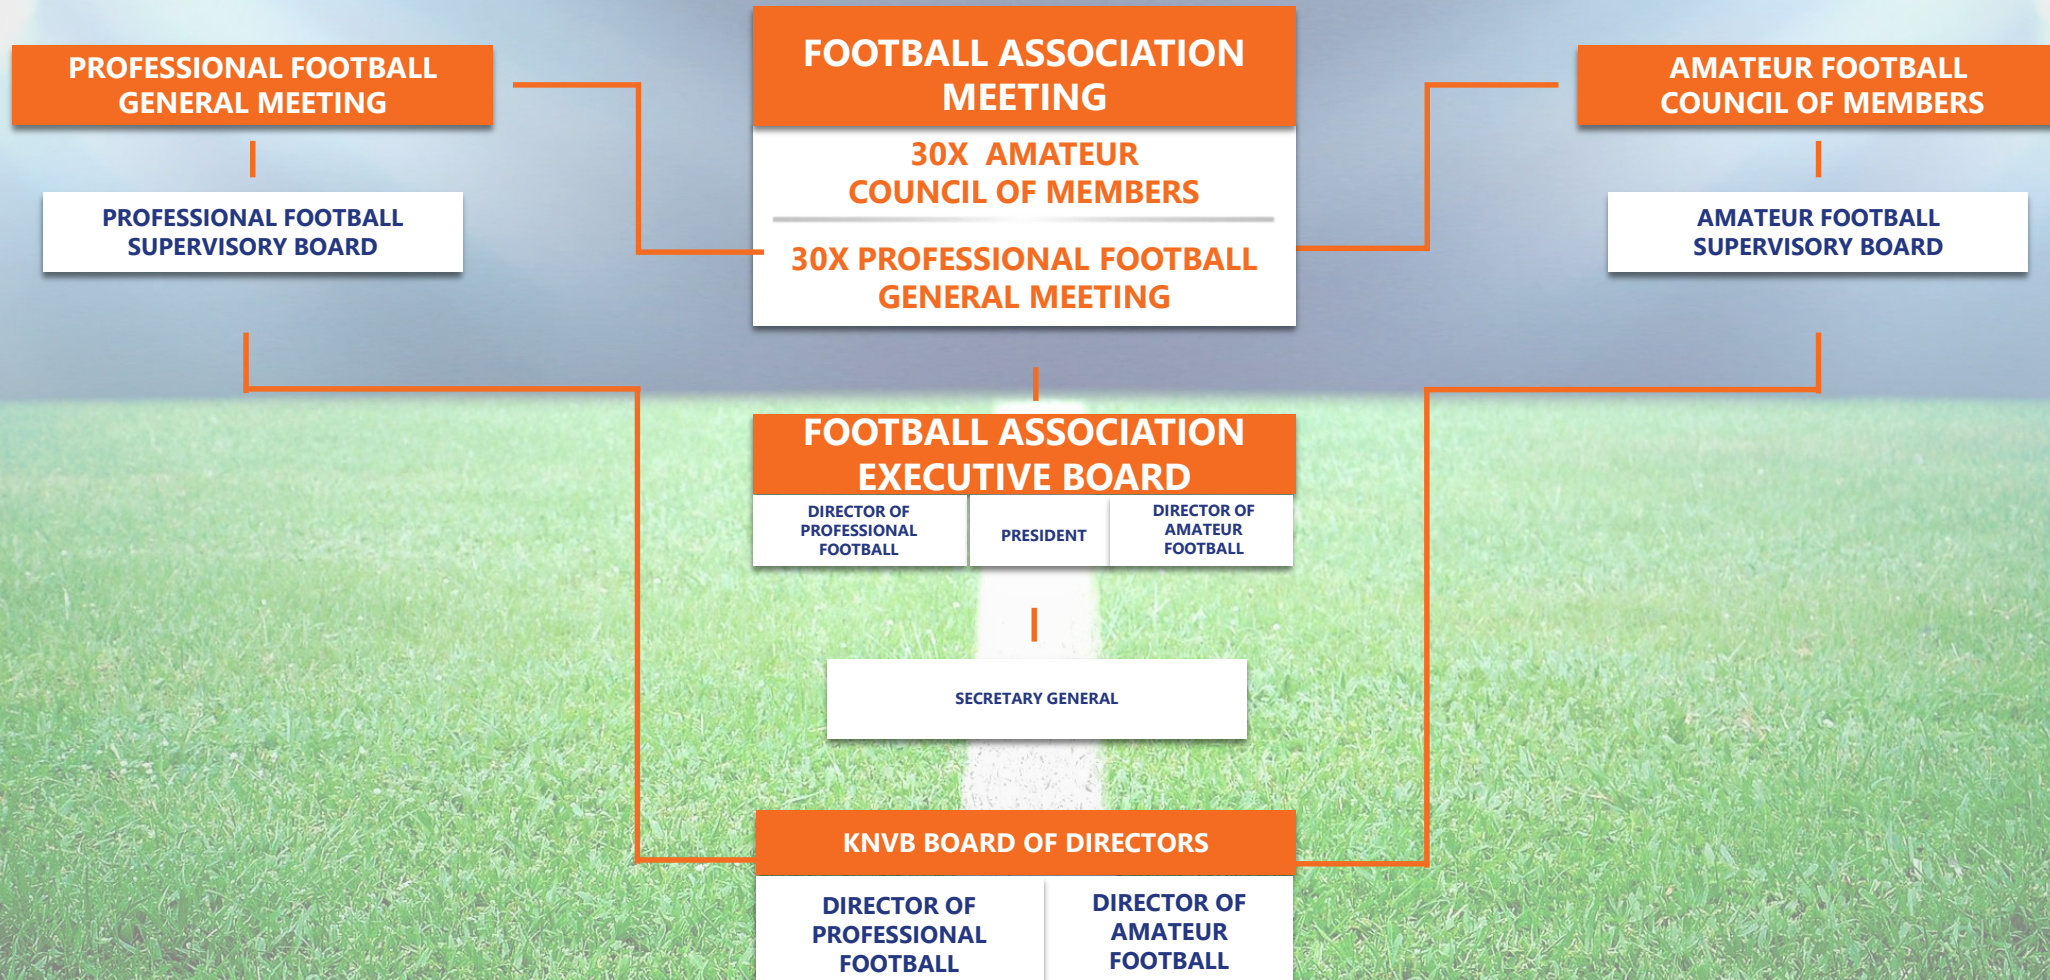 PROFESSIONAL FOOTBALL
GENERAL MEETING
PROFESSIONAL FOOTBALL
SUPERVISORY BOARD
FOOTBALL ASSOCIATION
MEETING
30X AMATEUR
COUNCIL OF MEMBERS
30X PROFESSIONAL FOOTBALL
GENERAL MEETING
AMATEUR FOOTBALL
COUNCIL OF MEMBERS
AMATEUR FOOTBALL
SUPERVISORY BOARD
FOOTBALL ASSOCIATION
EXECUTIVE BOARD
DIRECTOR OF
PROFESSIONAL
FOOTBALL
PRESIDENT
DIRECTOR OF
AMATEUR
FOOTBALL
SECRETARY GENERAL
KNVB BOARD OF DIRECTORS
DIRECTOR OF
PROFESSIONAL
FOOTBALL
DIRECTOR OF
AMATEUR
FOOTBALL